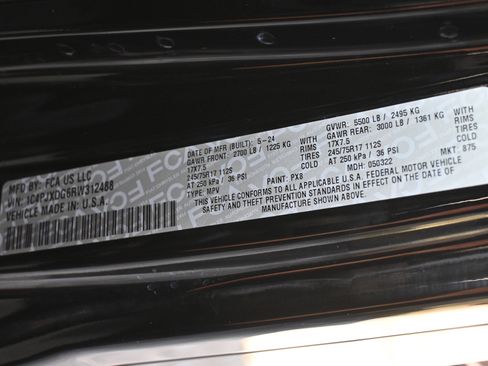 MFD BY: FCA US LLC
VIN: 1C4PJXDG6RW312488
VEHICLE MADE IN U.S.A.
DATE OF MFR (BUILT): 5-24
GAWR FRONT: 2700 LB / 1225 KG WITH
17X7.5 RIMS
245/75R17 112S TIRES
AT 250 kPa / 36 PSI COLD
TYPE: MPV PAINT: PX8
GVWR: 5500 LB / 2495 KG
GAWR REAR: 3000 LB / 1361 KG WITH
17X7.5 RIMS
245/75R17 112S TIRES
AT 250 kPa / 36 PSI COLD
MDH: 050322 MKT: 875
THIS VEHICLE CONFORMS TO ALL APPLICABLE U.S.A. FEDERAL MOTOR VEHICLE
SAFETY AND THEFT PREVENTION STANDARDS IN EFFECT ON THE DATE OF
MANUFACTURE SHOWN ABOVE.